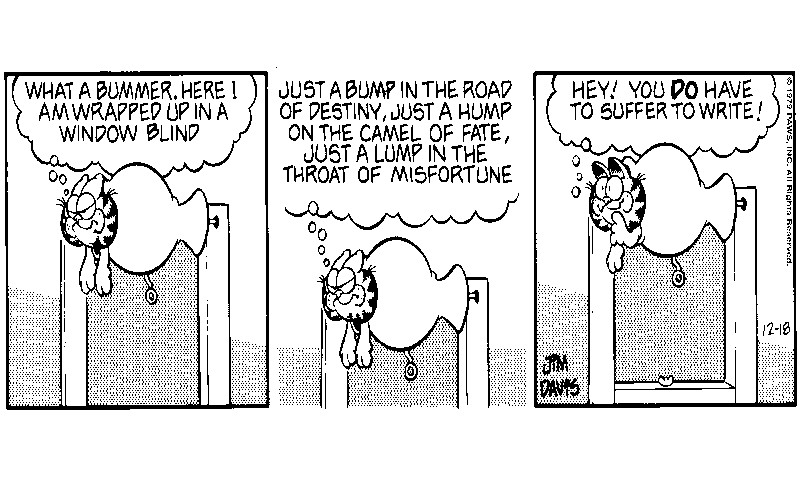 WHAT A BUMMER. HERE I
AM WRAPPED UP IN A
WINDOW BLIND
JUST A BUMP IN THE ROAD
OF DESTINY, JUST A HUMP
ON THE CAMEL OF FATE,
JUST A LUMP IN THE
THROAT OF MISFORTUNE
HEY! YOU DO HAVE
TO SUFFER TO WRITE!
© 1979 PAWS, INC. All Rights Reserved.
12-18
JIM
DAVIS